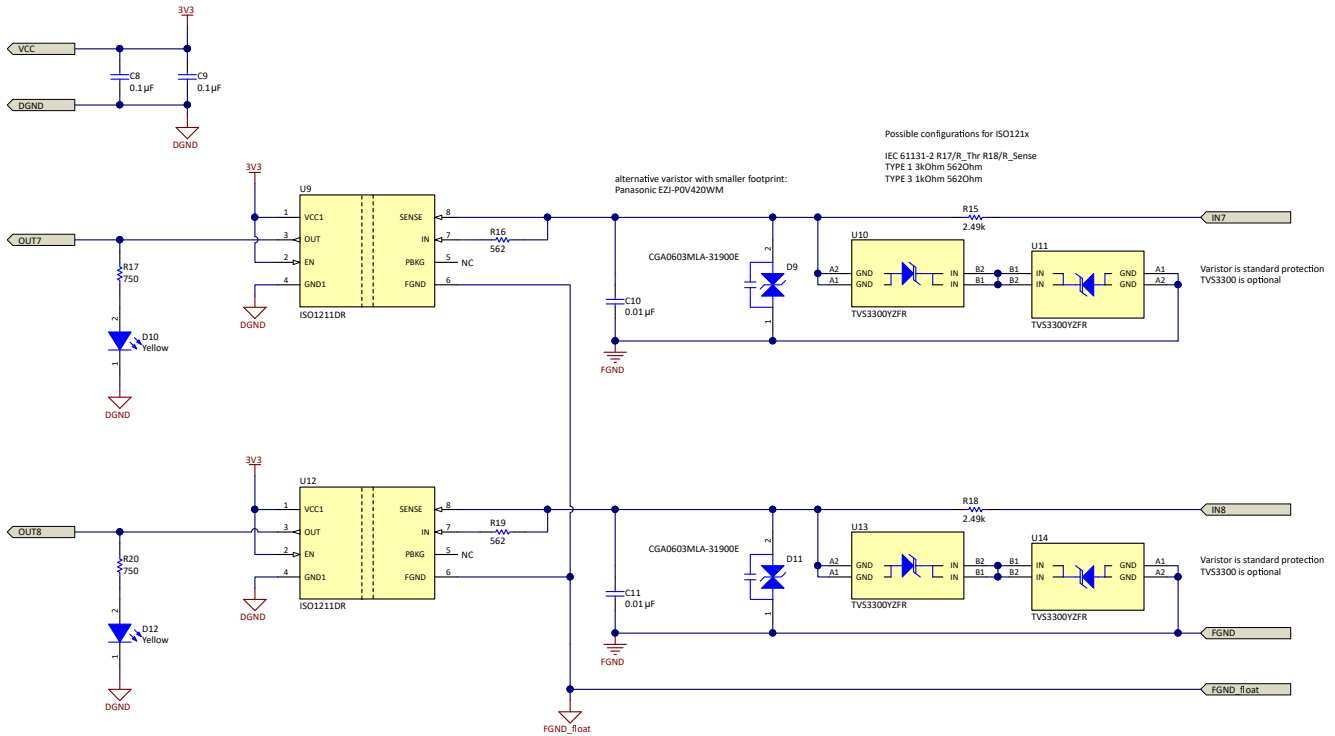 3V3
VCC
C8
0.1µF
C9
0.1µF
DGND
DGND
Possible configurations for ISO121x
IEC 61131-2 R17/R_Thr R18/R_Sense
TYPE 1 3kOhm 562Ohm
TYPE 3 1kOhm 562Ohm
alternative varistor with smaller footprint:
Panasonic EZJ-P0V420WM
3V3
U9
1 VCC1 SENSE 8
3 OUT IN 7
2 EN PBKG 5 NC
4 GND1 FGND 6
ISO1211DR
DGND
OUT7
R17
750
2
D10
Yellow
1
DGND
R16
562
C10
0.01µF
FGND
CGA0603MLA-31900E
2
D9
1
R15
2.49k
IN7
U10
A2 GND IN B2
A1 GND IN B1
TVS3300YZFR
U11
B1 IN GND A1
B2 IN GND A2
TVS3300YZFR
Varistor is standard protection
TVS3300 is optional
3V3
U12
1 VCC1 SENSE 8
3 OUT IN 7
2 EN PBKG 5 NC
4 GND1 FGND 6
ISO1211DR
DGND
OUT8
R20
750
2
D12
Yellow
1
DGND
R19
562
C11
0.01µF
FGND
CGA0603MLA-31900E
2
D11
1
R18
2.49k
IN8
U13
A2 GND IN B2
A1 GND IN B1
TVS3300YZFR
U14
B1 IN GND A1
B2 IN GND A2
TVS3300YZFR
Varistor is standard protection
TVS3300 is optional
FGND
FGND_float
FGND_float